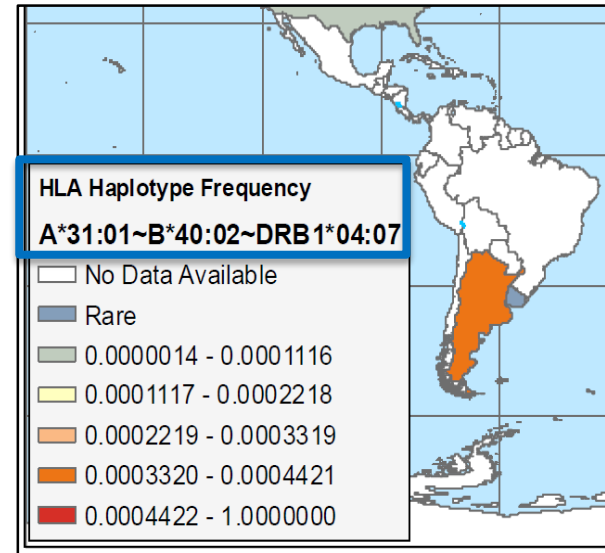 HLA Haplotype Frequency
A*31:01~B*40:02~DRB1*04:07
No Data Available
Rare
0.0000014 - 0.0001116
0.0001117 - 0.0002218
0.0002219 - 0.0003319
0.0003320 - 0.0004421
0.0004422 - 1.0000000